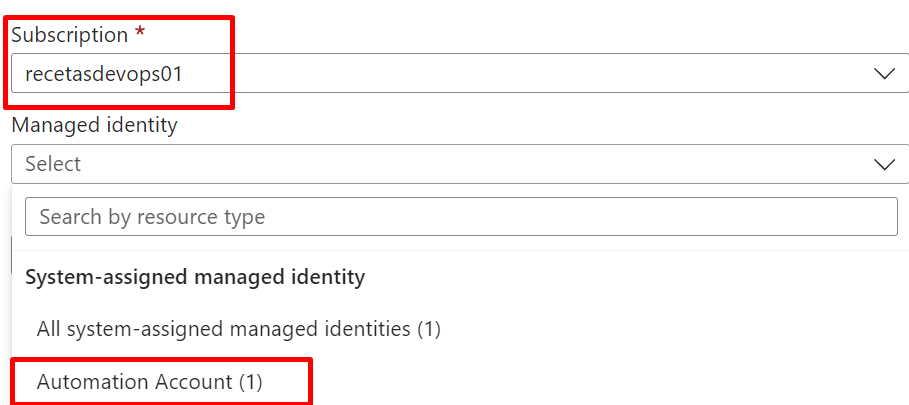 Subscription *
recetasdevops01
Managed identity
Select
Search by resource type
System-assigned managed identity
All system-assigned managed identities (1)
Automation Account (1)